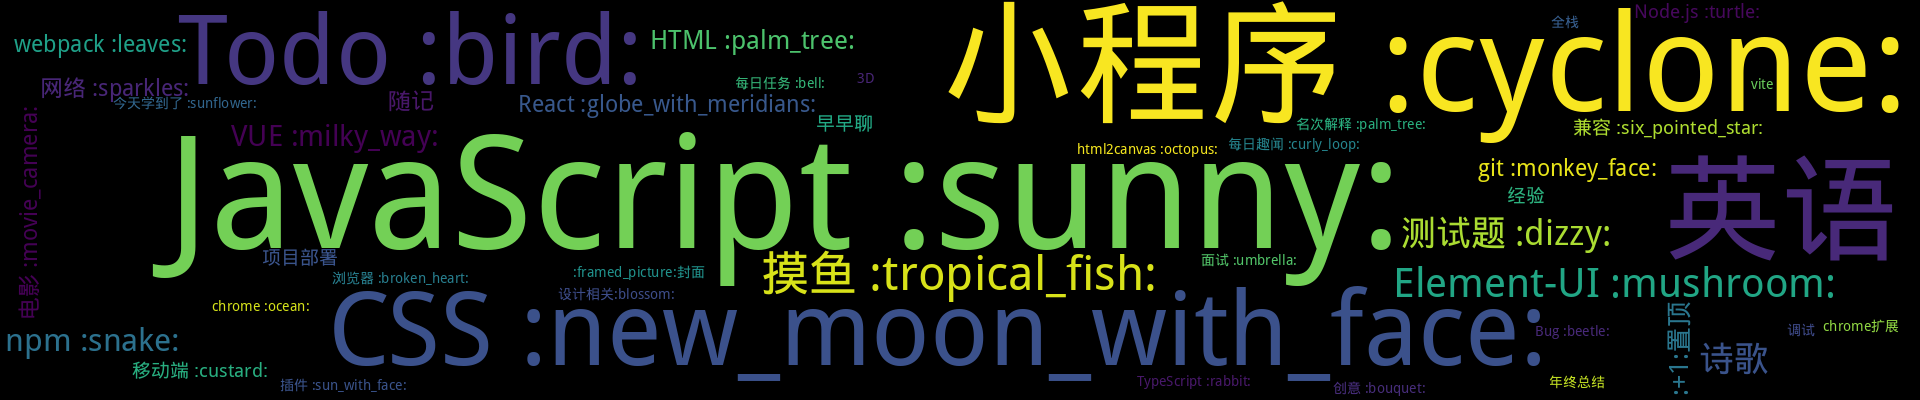 webpack :leaves:
Todo :bird:
HTML :palm_tree:
小程序 :cyclone:
全栈
Node.js :turtle:
网络 :sparkles:
今天学到了 :sunflower:
随记
React :globe_with_meridians:
每日任务 :bell:
3D
早早聊
vite
VUE :milky_way:
电影 :movie_camera:
JavaScript :sunny:
html2canvas :octopus:
名次解释 :palm_tree:
每日趣闻 :curly_loop:
兼容 :six_pointed_star:
git :monkey_face:
经验
英语
测试题 :dizzy:
项目部署
浏览器 :broken_heart:
:framed_picture:封面
摸鱼 :tropical_fish:
面试 :umbrella:
Element-UI :mushroom:
chrome :ocean:
设计相关:blossom:
CSS :new_moon_with_face:
npm :snake:
移动端 :custard:
插件 :sun_with_face:
TypeScript :rabbit:
创意 :bouquet:
Bug :beetle:
年终总结
:+1:置顶
调试
chrome扩展
诗歌